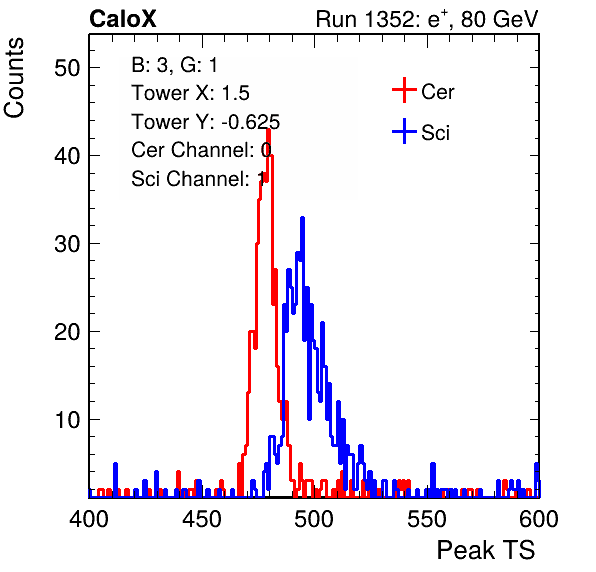 CaloX Run 1352: e+, 80 GeV
Counts
B: 3, G: 1
Tower X: 1.5
Tower Y: -0.625
Cer Channel: 0
Sci Channel: 1
Cer
Sci
50
40
30
20
10
400 450 500 550 600
Peak TS